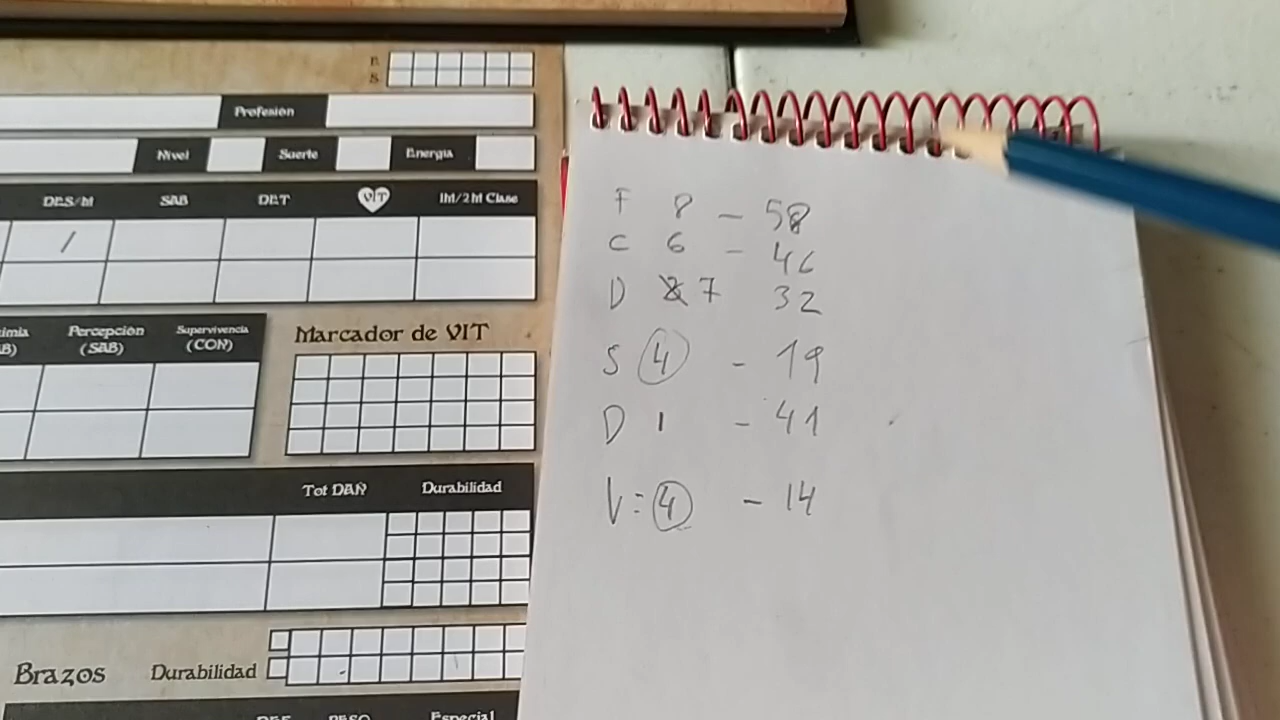 Profesión
Nivel Suerte Energía
DES/M SAB DET VIT 1M/2M Clase
/
Percepción (SAB) Supervivencia (CON)
Marcador de VIT
Tot DAÑ Durabilidad
Brazos Durabilidad
Especial
F 8 - 58
C 6 - 46
D 7 32
S 4 - 19
D 1 - 41
V: 4 - 14